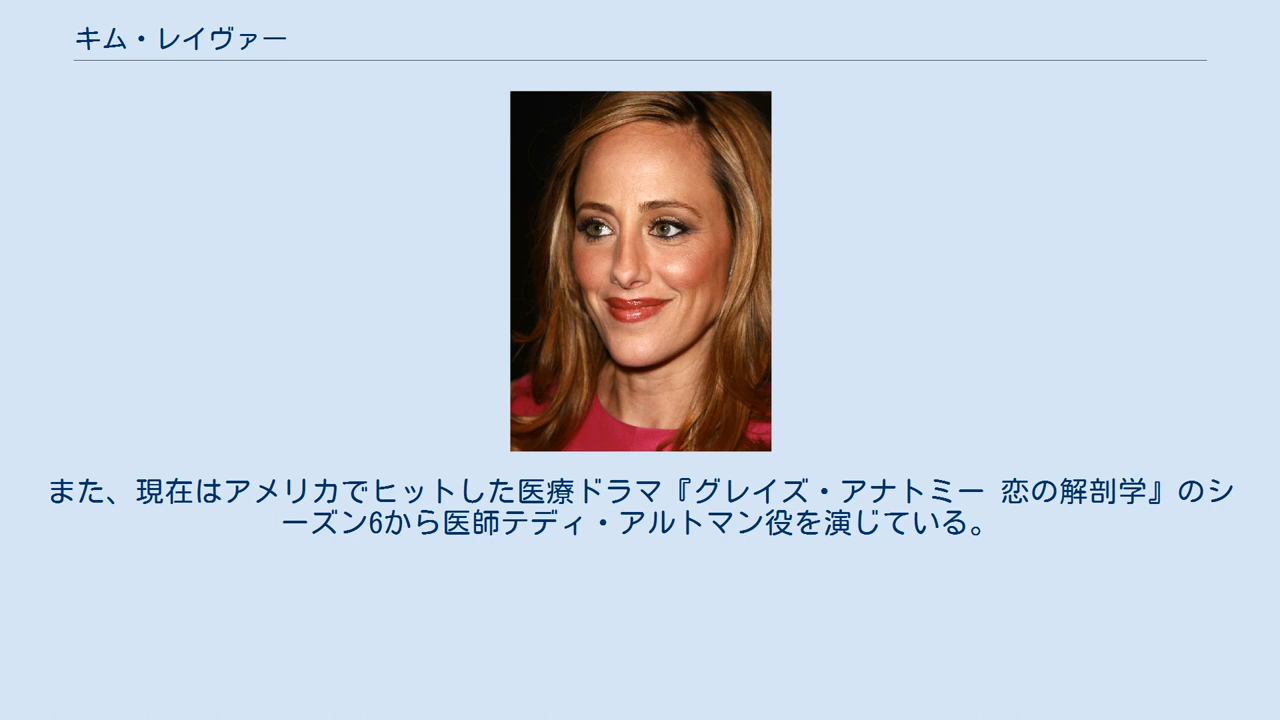 キム・レイヴァー
また、現在はアメリカでヒットした医療ドラマ『グレイズ・アナトミー 恋の解剖学』のシ
ーズン6から医師テディ・アルトマン役を演じている。